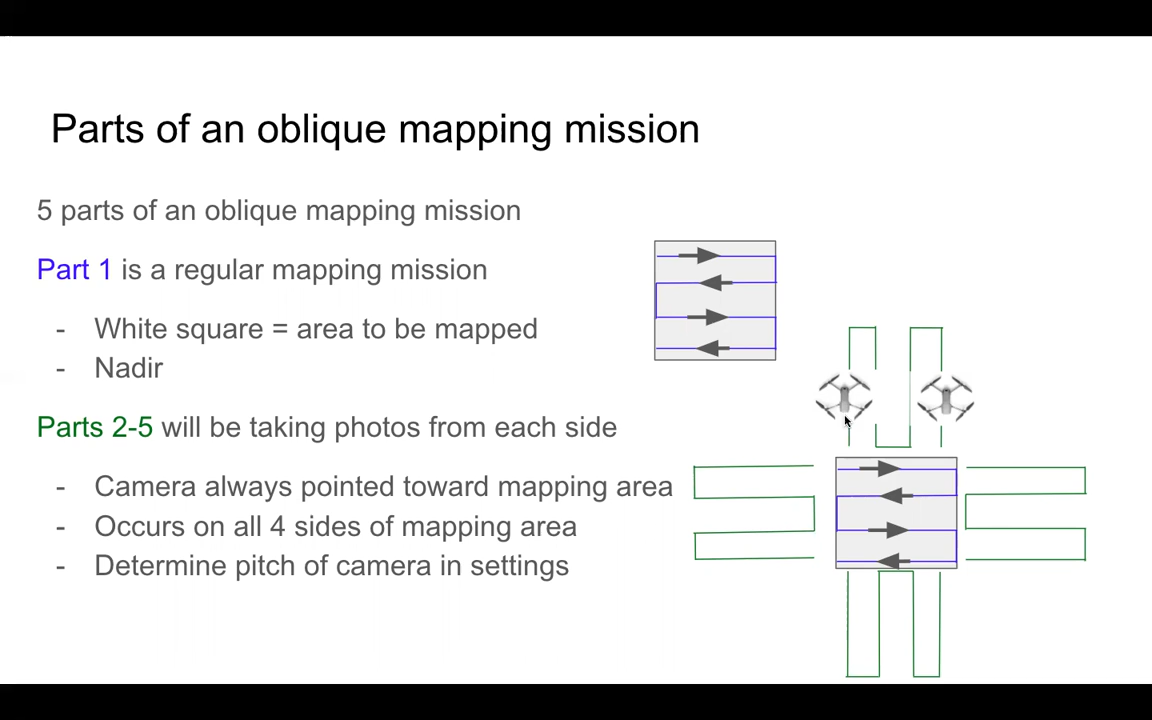 Parts of an oblique mapping mission
5 parts of an oblique mapping mission
Part 1 is a regular mapping mission
- White square = area to be mapped
- Nadir
Parts 2-5 will be taking photos from each side
- Camera always pointed toward mapping area
- Occurs on all 4 sides of mapping area
- Determine pitch of camera in settings